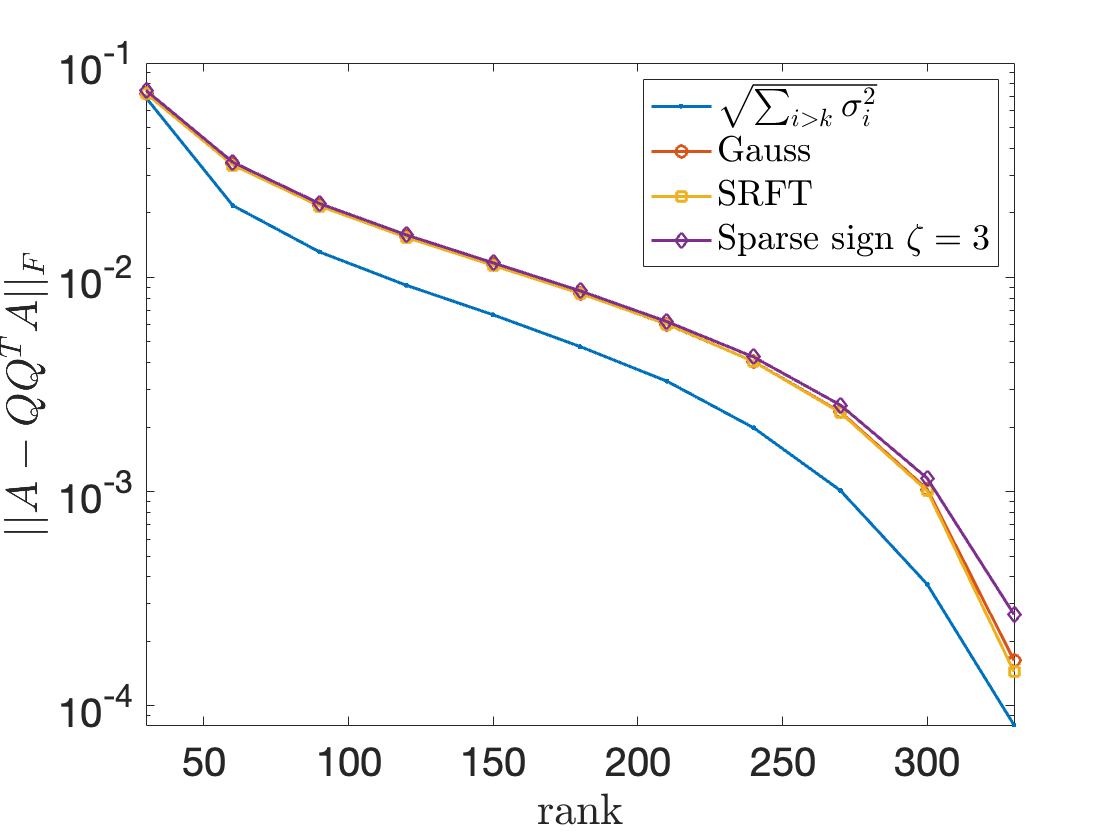 10^-1
10^-2
10^-3
10^-4
||A − QQ^T A||_F
√∑_{i>k} σ_i^2
Gauss
SRFT
Sparse sign ζ = 3
50 100 150 200 250 300
rank